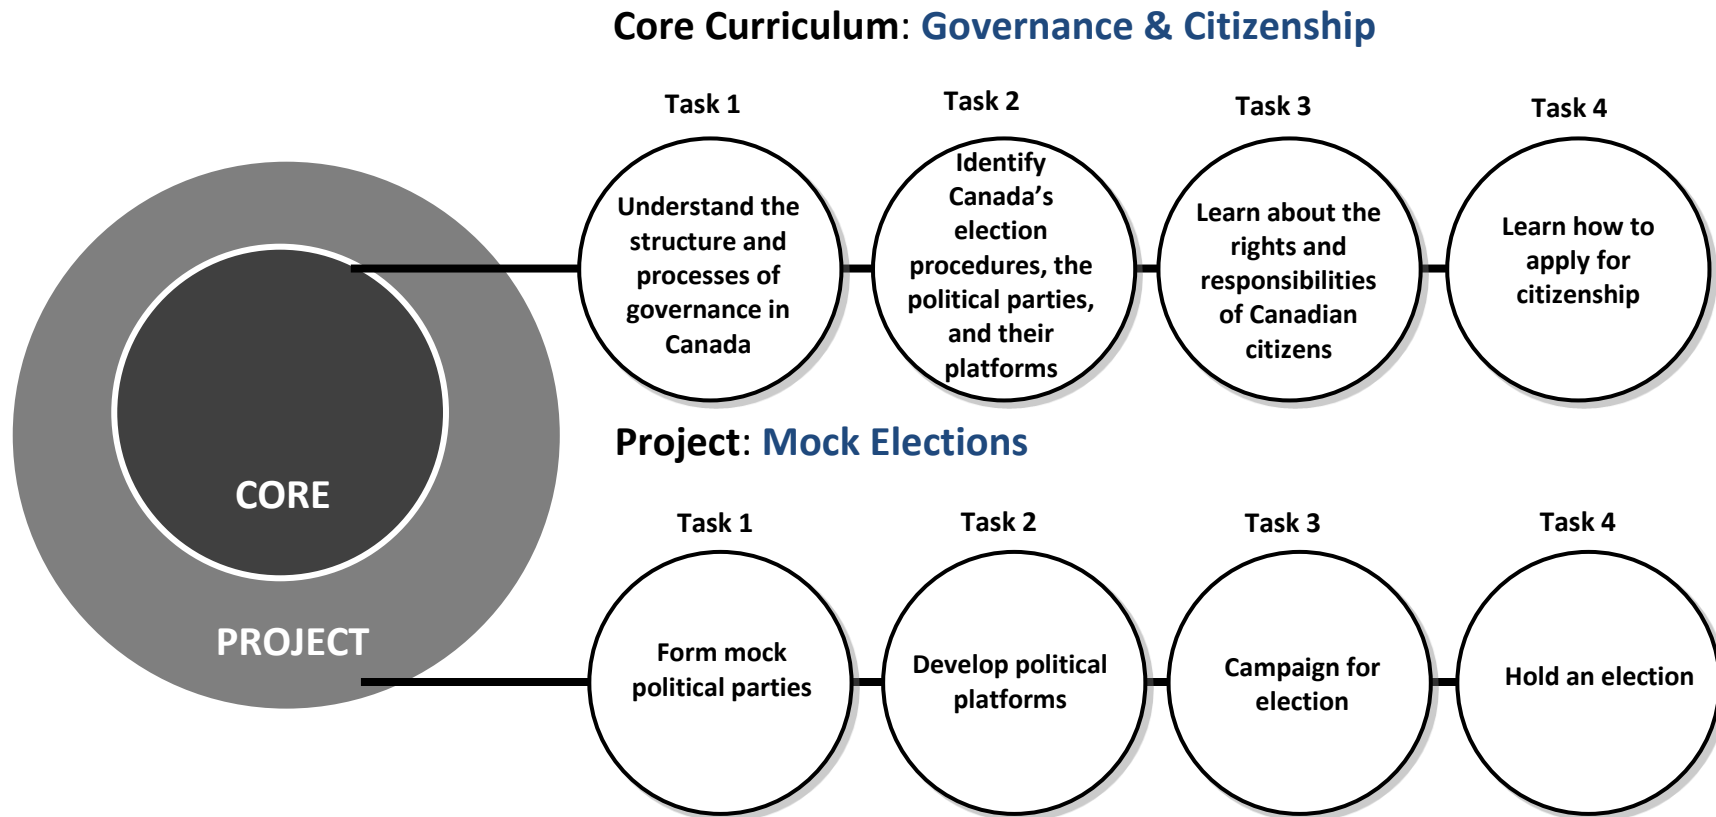 Core Curriculum: Governance & Citizenship
Task 1
Task 2
Task 3
Task 4
Understand the
structure and
processes of
governance in
Canada
Identify
Canada's
election
procedures, the
political parties,
and their
platforms
Learn about the
rights and
responsibilities
of Canadian
citizens
Learn how to
apply for
citizenship
CORE
PROJECT
Project: Mock Elections
Task 1
Task 2
Task 3
Task 4
Form mock
political parties
Develop political
platforms
Campaign for
election
Hold an election